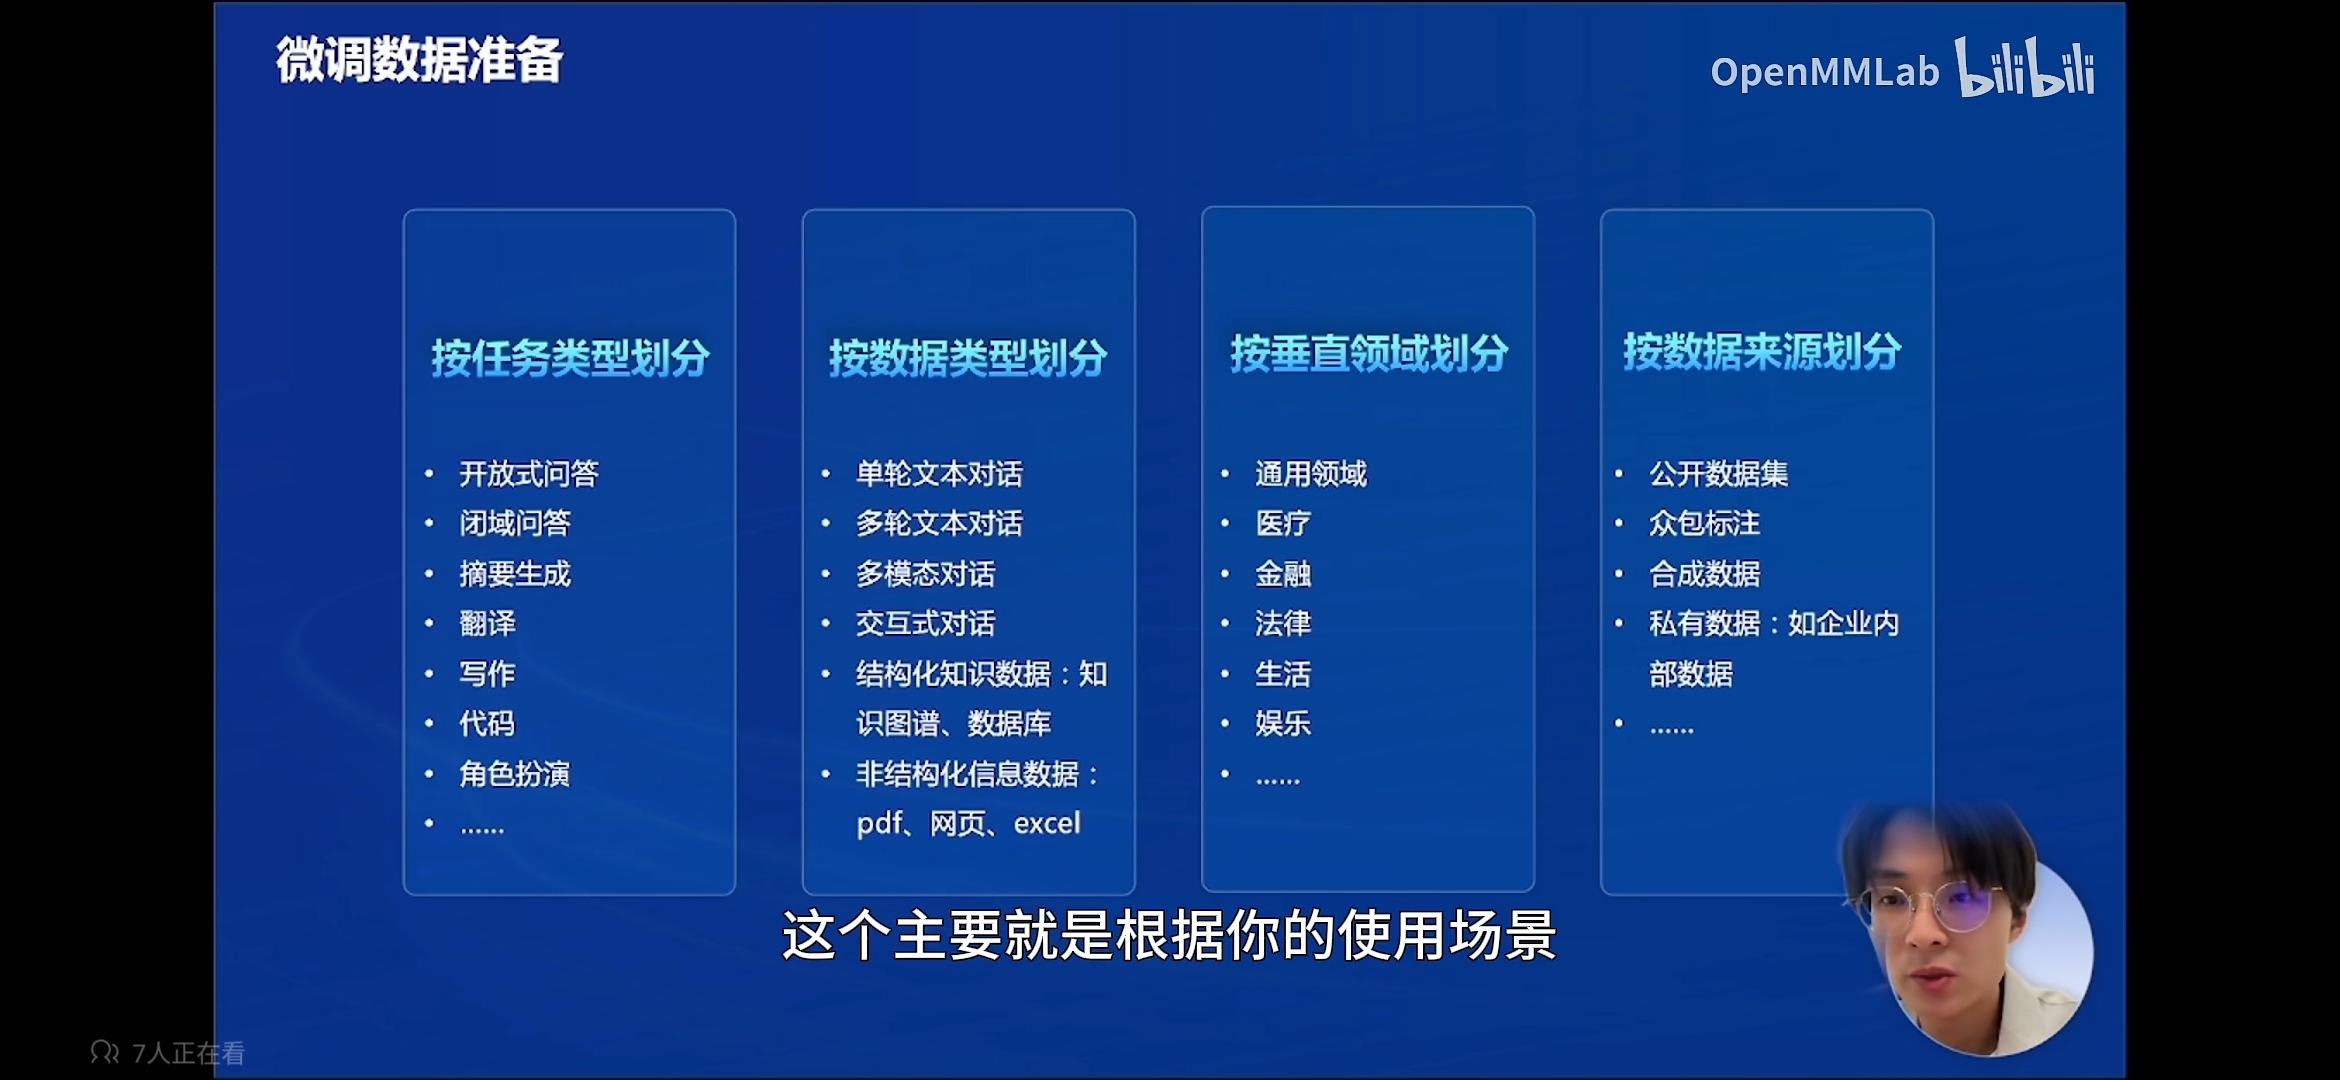 微调数据准备
OpenMMLab bilibili
按任务类型划分
• 开放式问答
• 闭域问答
• 摘要生成
• 翻译
• 写作
• 代码
• 角色扮演
• ……
按数据类型划分
• 单轮文本对话
• 多轮文本对话
• 多模态对话
• 交互式对话
• 结构化知识数据：知
识图谱、数据库
• 非结构化信息数据：
pdf、网页、excel
按垂直领域划分
• 通用领域
• 医疗
• 金融
• 法律
• 生活
• 娱乐
• ……
按数据来源划分
• 公开数据集
• 众包标注
• 合成数据
• 私有数据：如企业内
部数据
• ……
这个主要就是根据你的使用场景
7人正在看